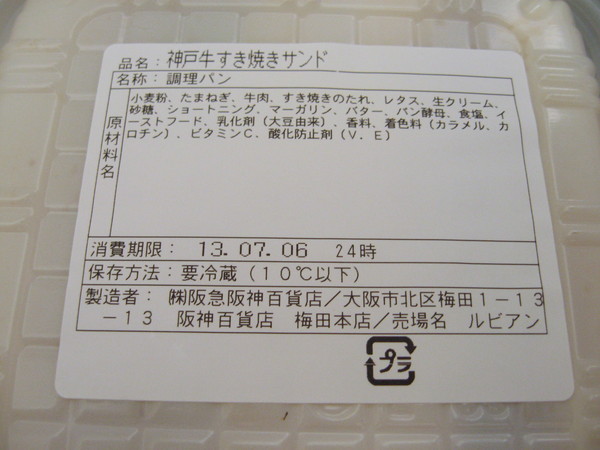 品名：神戸牛すき焼きサンド
名称：調理パン
原材料名
小麦粉、たまねぎ、牛肉、すき焼きのたれ、レタス、生クリーム、
砂糖、ショートニング、マーガリン、バター、パン酵母、食塩、イ
ーストフード、乳化剤（大豆由来）、香料、着色料（カラメル、カ
ロチン）、ビタミンＣ、酸化防止剤（Ｖ．Ｅ）
消費期限： 13.07.06 24時
保存方法：要冷蔵（１０℃以下）
製造者：㈱阪急阪神百貨店／大阪市北区梅田１－１３
－１３ 阪神百貨店 梅田本店／売場名 ルビアン
プラ